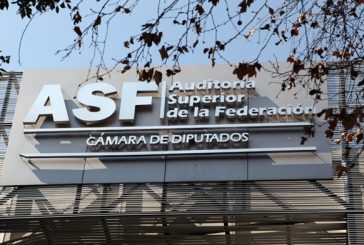 ASF
Auditoría
Superior
de la Federación
CÁMARA DE DIPUTADOS